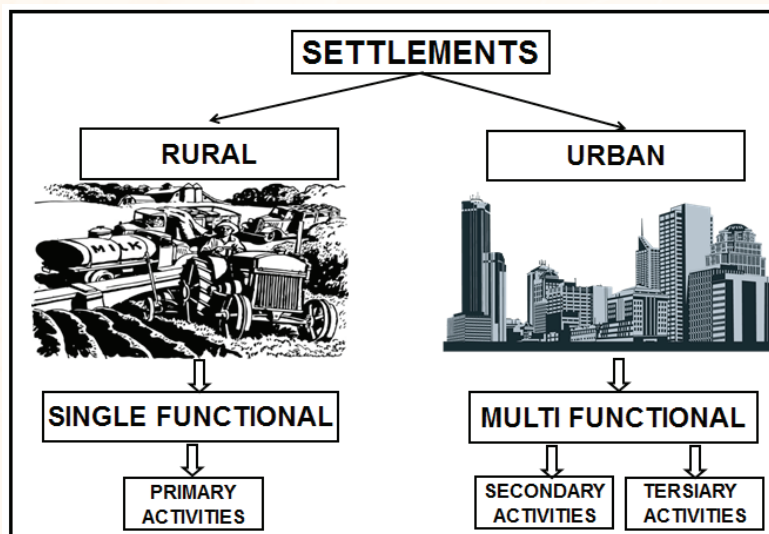 SETTLEMENTS
RURAL
URBAN
MILK
SINGLE FUNCTIONAL
MULTI FUNCTIONAL
PRIMARY
ACTIVITIES
SECONDARY
ACTIVITIES
TERSIARY
ACTIVITIES